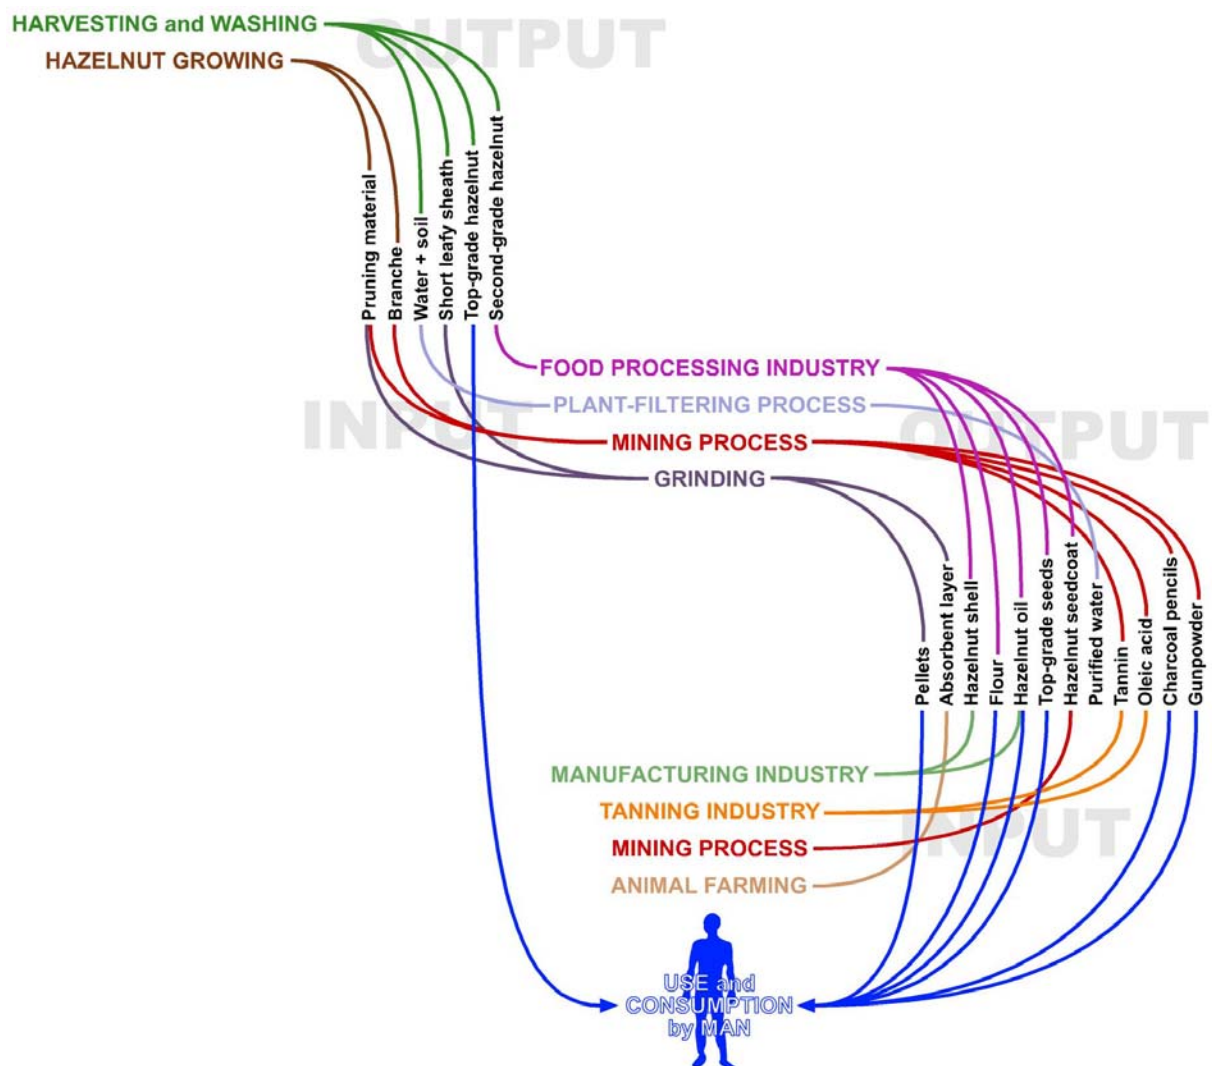 HARVESTING and WASHING
OUTPUT
HAZELNUT GROWING
Pruning material
Branche
Water + soil
Short leafy sheath
Top-grade hazelnut
Second-grade hazelnut
INPUT
FOOD PROCESSING INDUSTRY
PLANT-FILTERING PROCESS
MINING PROCESS
GRINDING
OUTPUT
Pellets
Absorbent layer
Hazelnut shell
Flour
Hazelnut oil
Top-grade seeds
Hazelnut seedcoat
Purified water
Tannin
Oleic acid
Charcoal pencils
Gunpowder
MANUFACTURING INDUSTRY
TANNING INDUSTRY
INPUT
MINING PROCESS
ANIMAL FARMING
USE and
CONSUMPTION
by MAN